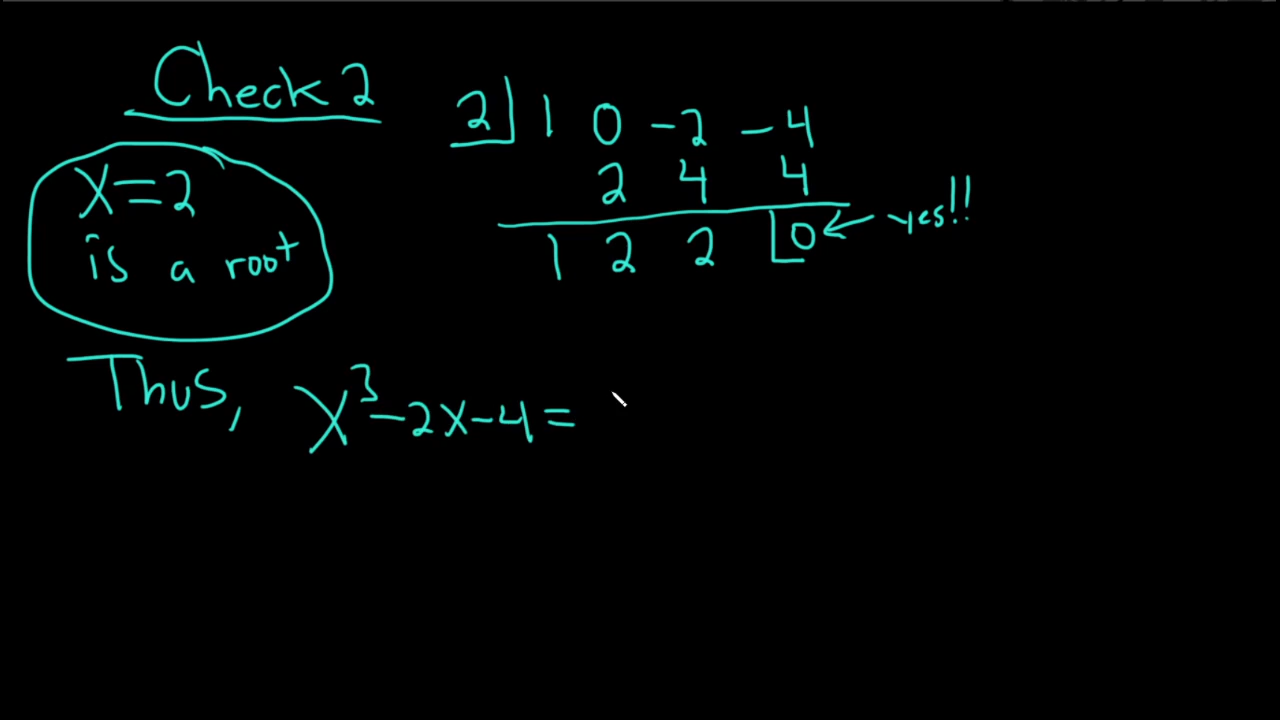 Check 2
2 1 0 -2 -4
2 4 4
1 2 2 0 ← yes!!
X=2
is a root
Thus, X³-2X-4=